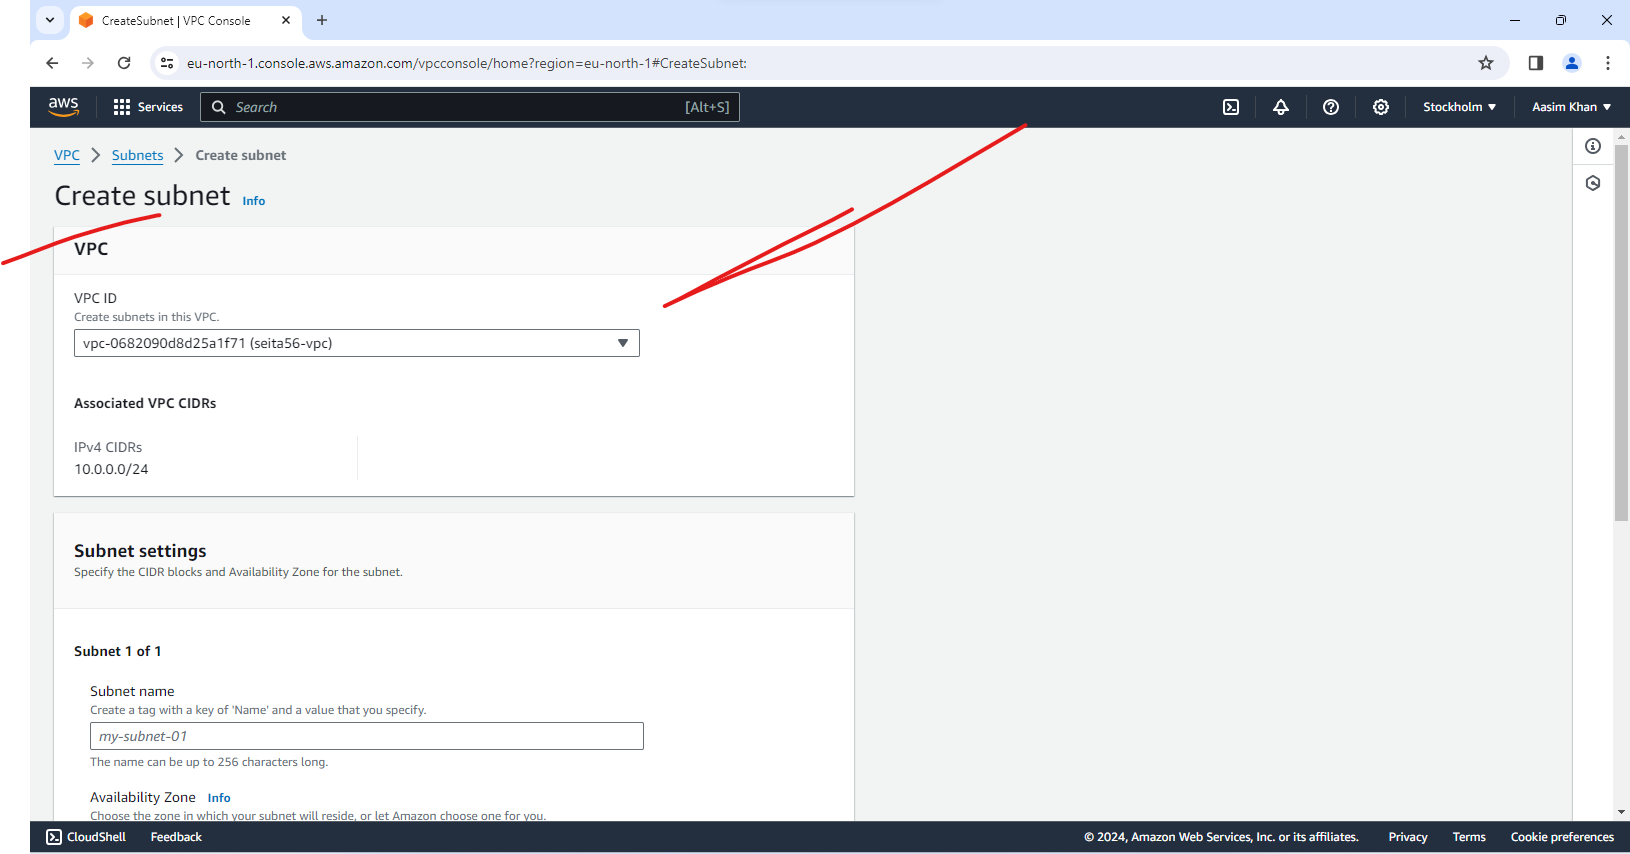 CreateSubnet | VPC Console
eu-north-1.console.aws.amazon.com/vpcconsole/home?region=eu-north-1#CreateSubnet:
aws Services Search [Alt+S] Stockholm Aasim Khan
VPC Subnets Create subnet
Create subnet Info
VPC
VPC ID
Create subnets in this VPC.
vpc-0682090d8d25a1f71 (seita56-vpc)
Associated VPC CIDRs
IPv4 CIDRs
10.0.0.0/24
Subnet settings
Specify the CIDR blocks and Availability Zone for the subnet.
Subnet 1 of 1
Subnet name
Create a tag with a key of 'Name' and a value that you specify.
my-subnet-01
The name can be up to 256 characters long.
Availability Zone Info
Choose the zone in which your subnet will reside, or let Amazon choose one for you.
CloudShell Feedback © 2024, Amazon Web Services, Inc. or its affiliates. Privacy Terms Cookie preferences